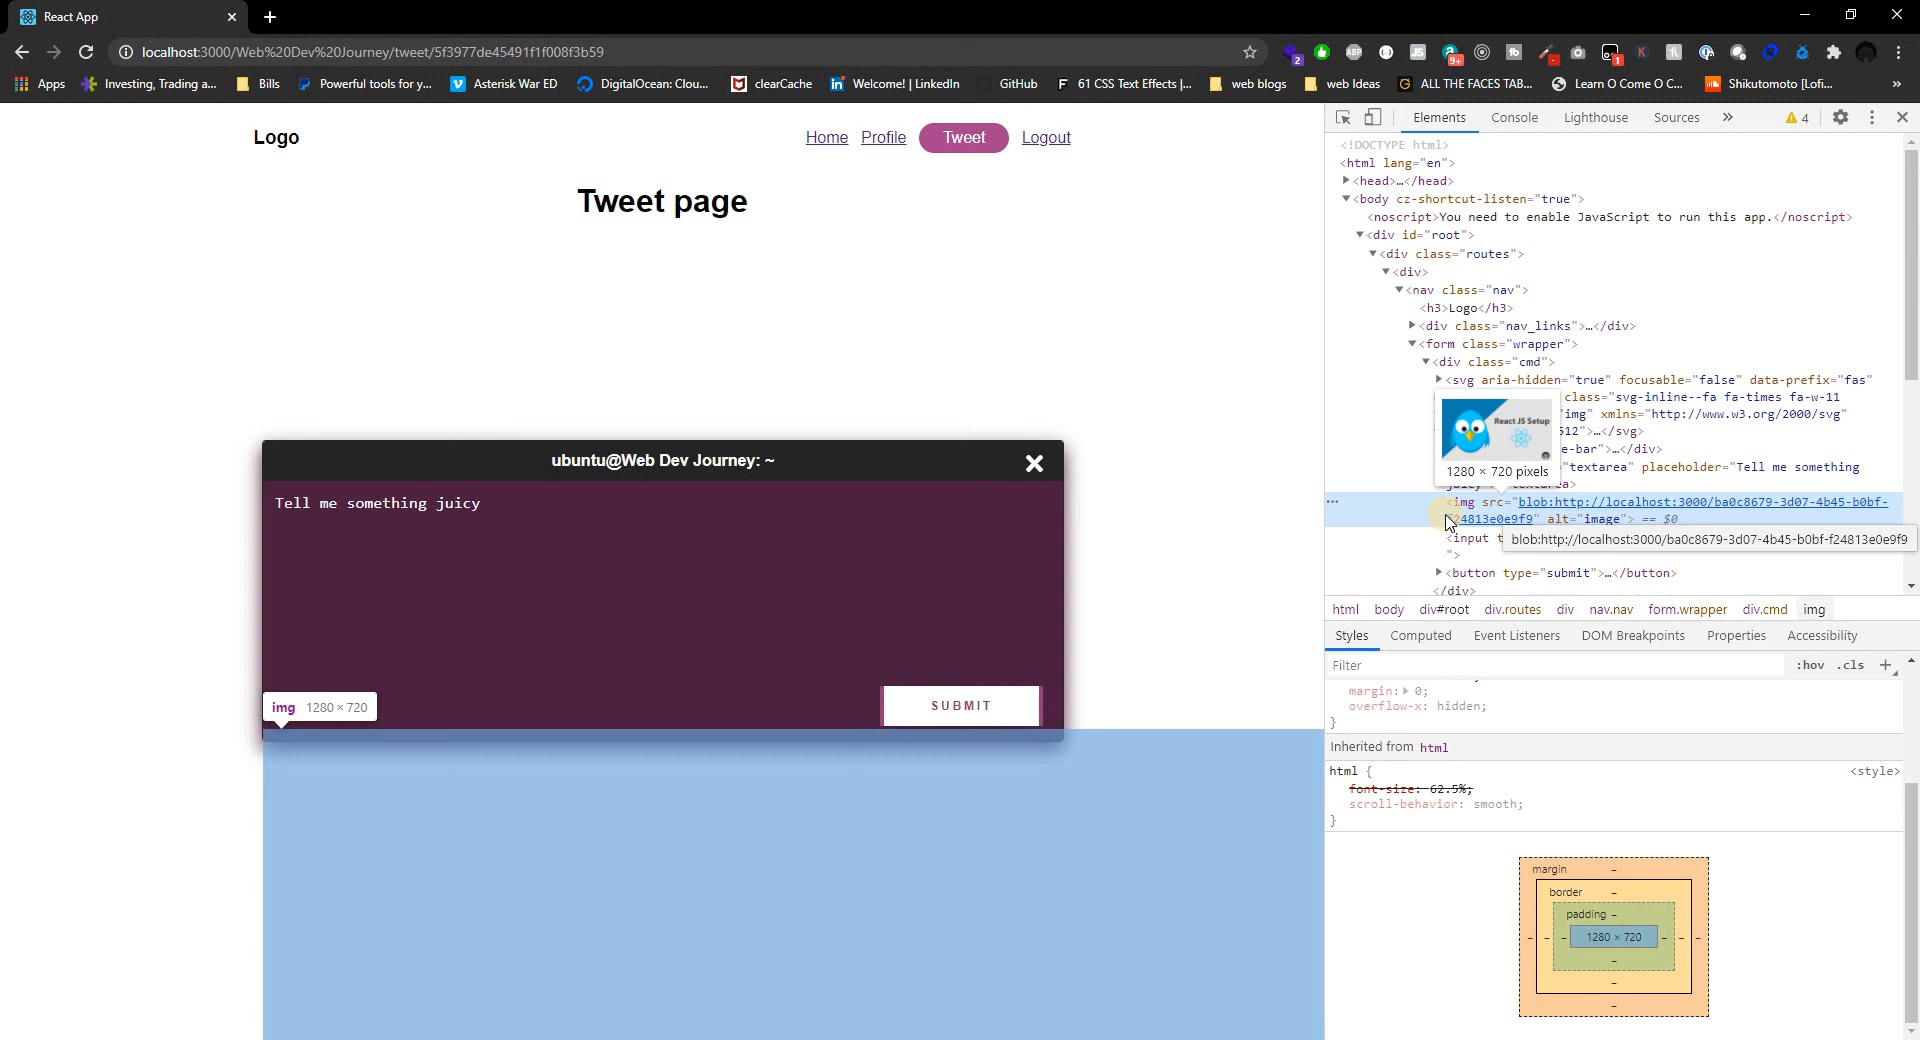 React App
localhost:3000/Web%20Dev%20Journey/tweet/5f3977de45491f1f008f3b59
2
ABP
JS
9+
1
Apps
Investing, Trading a...
Bills
Powerful tools for y...
Asterisk War ED
DigitalOcean: Clou...
clearCache
Welcome! | LinkedIn
GitHub
61 CSS Text Effects |...
web blogs
web Ideas
ALL THE FACES TAB...
Learn O Come O C...
Shikutomoto [Lofi...
»
Logo
Home
Profile
Tweet
Logout
Tweet page
ubuntu@Web Dev Journey: ~
Tell me something juicy
SUBMIT
img 1280 × 720
Elements
Console
Lighthouse
Sources
»
4
<!DOCTYPE html>
<html lang="en">
<head>…</head>
<body cz-shortcut-listen="true">
<noscript>You need to enable JavaScript to run this app.</noscript>
<div id="root">
<div class="routes">
<div>
<nav class="nav">
<h3>Logo</h3>
<div class="nav_links">…</div>
<form class="wrapper">
<div class="cmd">
<svg aria-hidden="true" focusable="false" data-prefix="fas"
class="svg-inline--fa fa-times fa-w-11
"img" xmlns="http://www.w3.org/2000/svg"
512">…</svg>
e-bar">…</div>
"textarea" placeholder="Tell me something
React JS Setup
1280 × 720 pixels
<img src="blob:http://localhost:3000/ba0c8679-3d07-4b45-b0bf-
f24813e0e9f9" alt="image"> == $0
<input t
blob:http://localhost:3000/ba0c8679-3d07-4b45-b0bf-f24813e0e9f9
">
<button type="submit">…</button>
</div>
html body div#root div.routes div nav.nav form.wrapper div.cmd img
Styles
Computed
Event Listeners
DOM Breakpoints
Properties
Accessibility
Filter
:hov .cls +
margin: 0;
overflow-x: hidden;
}
Inherited from html
html {
<style>
font-size: 62.5%;
scroll-behavior: smooth;
}
margin –
border –
padding –
– – – 1280 × 720 – – –
–
–
–